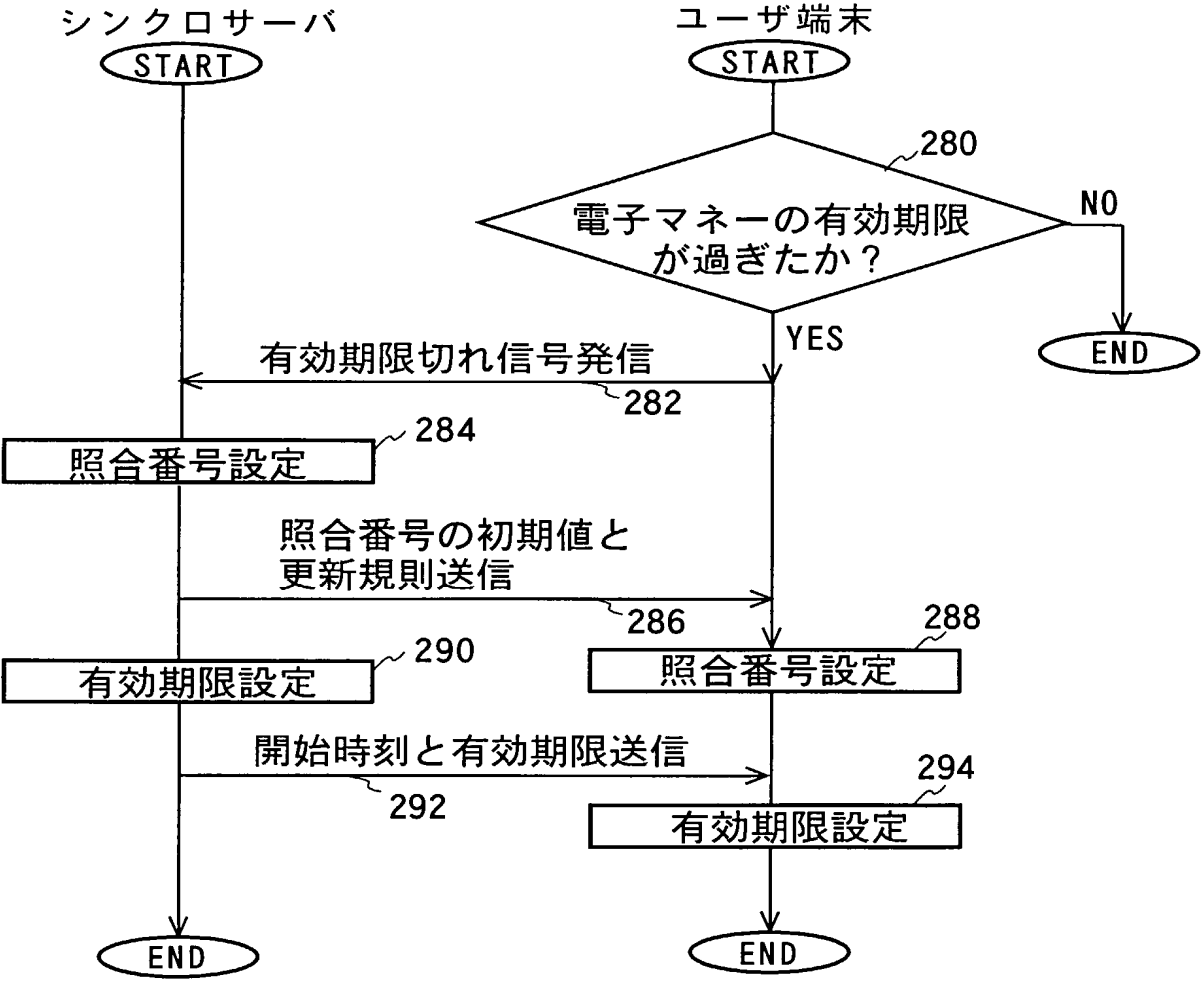 シンクロサーバ
ユーザ端末
START
START
280
電子マネーの有効期限
が過ぎたか？
NO
YES
END
有効期限切れ信号発信
282
284
照合番号設定
照合番号の初期値と
更新規則送信
286
288
照合番号設定
290
有効期限設定
開始時刻と有効期限送信
292
294
有効期限設定
END
END